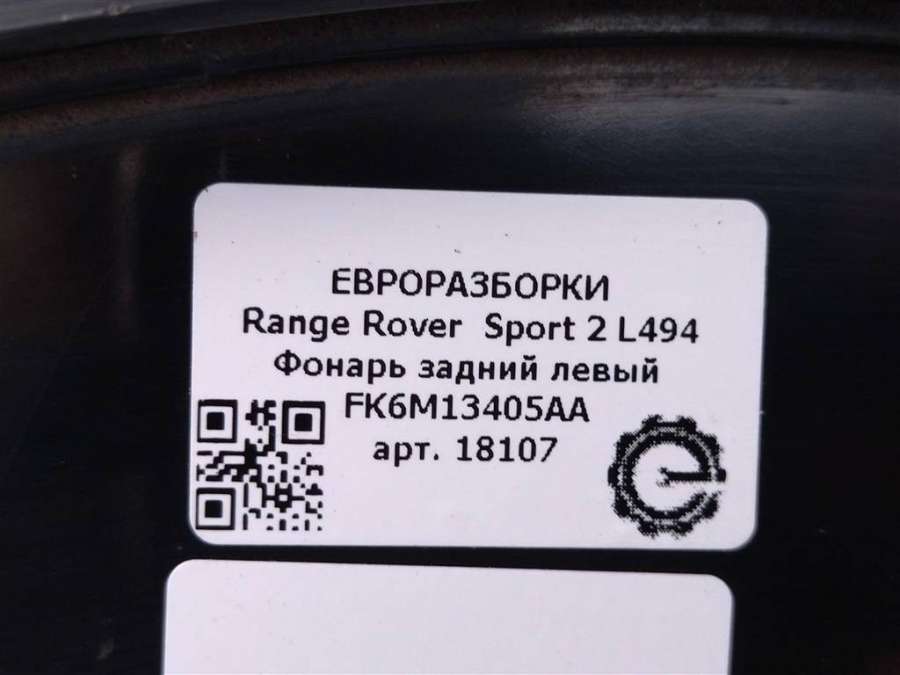 ЕВРОРАЗБОРКИ
Range Rover Sport 2 L494
Фонарь задний левый
FK6M13405AA
арт. 18107